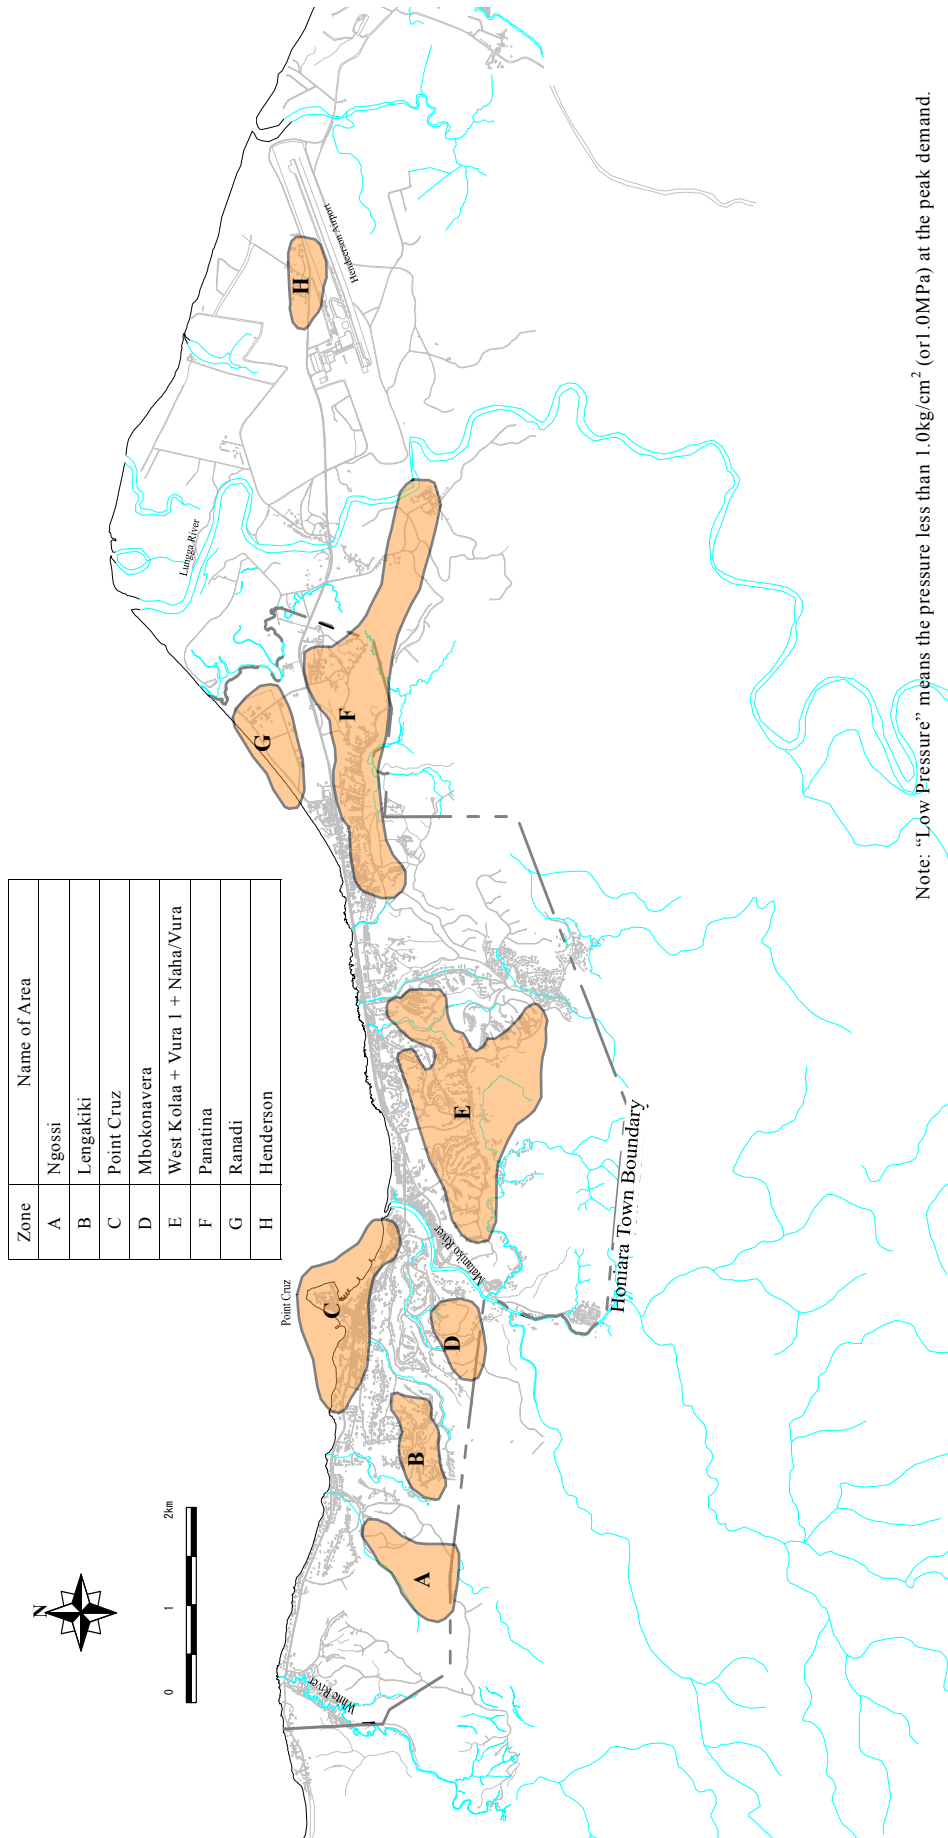 N
0 1 2km
Zone Name of Area
A Ngossi
B Lengakiki
C Point Cruz
D Mbokonavera
E West Kolaa + Vura 1 + Naha/Vura
F Panatina
G Ranadi
H Henderson
White River
A
B
Point Cruz
C
D
Mataniko River
E
Honiara Town Boundary
F
G
Lungga River
H
Hendeerson Airport
Note: “Low Pressure” means the pressure less than 1.0kg/cm² (or1.0MPa) at the peak demand.